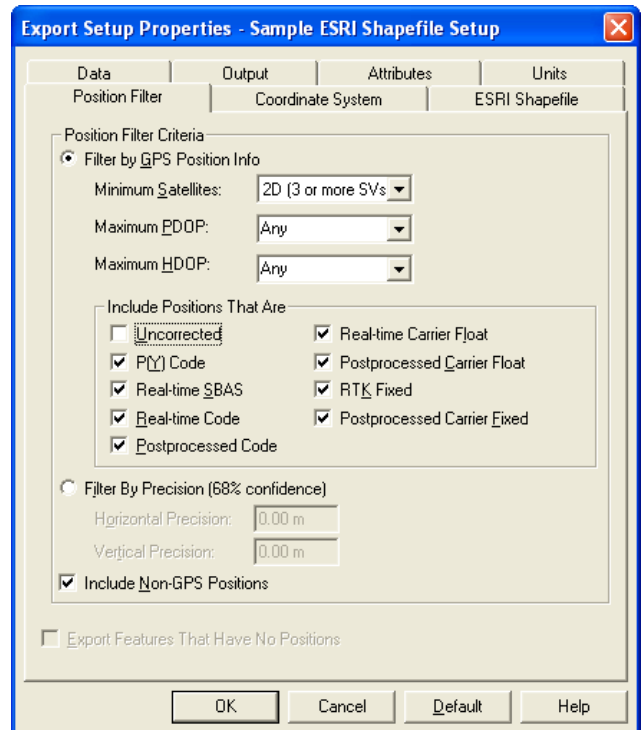 Export Setup Properties - Sample ESRI Shapefile Setup
Data Output Attributes Units
Position Filter Coordinate System ESRI Shapefile
Position Filter Criteria
Filter by GPS Position Info
Minimum Satellites: 2D (3 or more SVs
Maximum PDOP: Any
Maximum HDOP: Any
Include Positions That Are
Uncorrected Real-time Carrier Float
P(Y) Code Postprocessed Carrier Float
Real-time SBAS RTK Fixed
Real-time Code Postprocessed Carrier Fixed
Postprocessed Code
Filter By Precision (68% confidence)
Horizontal Precision: 0.00 m
Vertical Precision: 0.00 m
Include Non-GPS Positions
Export Features That Have No Positions
OK Cancel Default Help